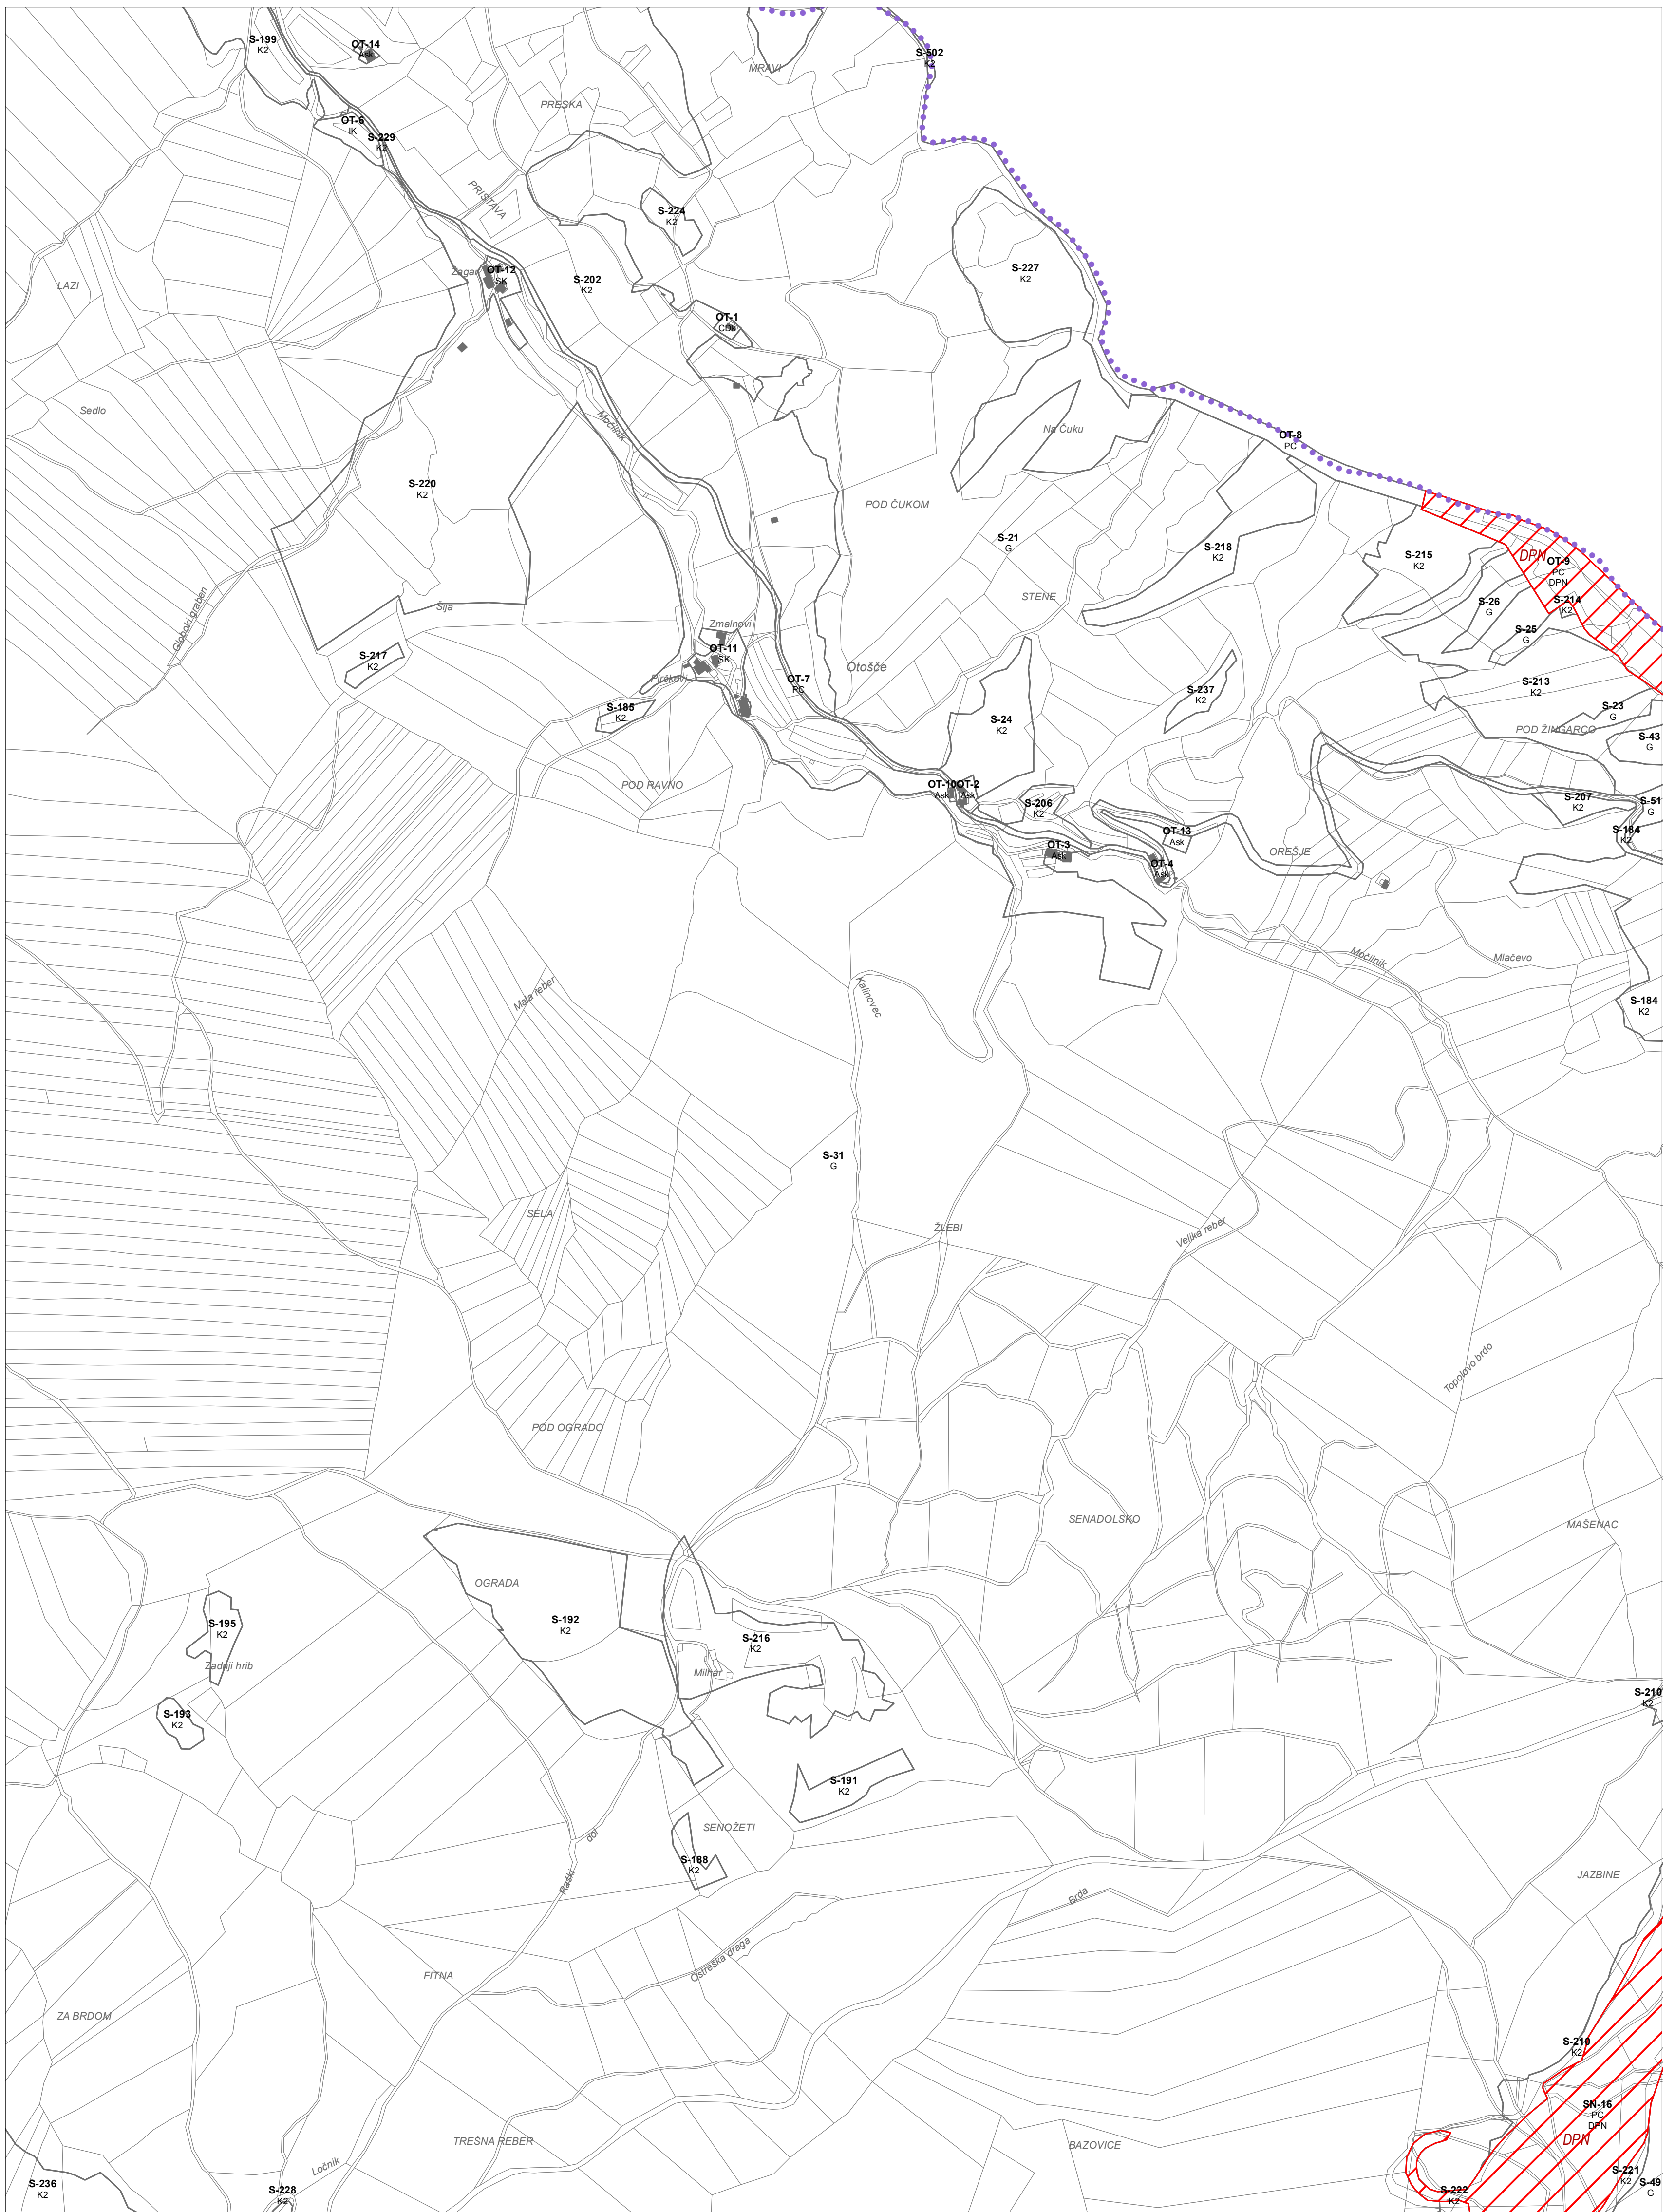 S-199
K2
OT-14
Ask
S-502
K2
MRAVI
PRESKA
OT-6
IK
S-229
K2
PRISTAVA
S-224
K2
Žagar
OT-12
SK
S-202
K2
S-227
K2
LAZI
OT-1
CDk
Sedlo
Močilnik
Na Čuku
OT-8
PC
S-220
K2
POD ČUKOM
S-21
G
S-218
K2
S-215
K2
DPN
OT-9
PC
DPN
S-26
G
S-214
K2
STENE
Šija
Globoki graben
Zmalnovi
S-25
G
S-217
K2
OT-11
SK
Otošče
Pirčkovi
OT-7
PC
S-237
K2
S-213
K2
S-185
K2
S-24
K2
S-23
G
POD ŽINGARCO
S-43
G
POD RAVNO
OT-10
Ask
OT-2
Ask
S-206
K2
S-207
K2
S-51
G
S-184
K2
OT-13
Ask
OT-3
Ask
OT-4
Ask
OREŠJE
Močilnik
Mlačevo
Mala reber
Kalinovec
S-184
K2
S-31
G
SELA
ŽLEBI
Velika reber
Topolovo brdo
POD OGRADO
SENADOLSKO
MAŠENAC
OGRADA
S-195
K2
S-192
K2
S-216
K2
Zadnji hrib
Milhar
S-193
K2
S-210
K2
S-191
K2
SENOŽETI
Raški
dol
S-188
K2
JAZBINE
Brda
Ostreška draga
FITNA
ZA BRDOM
S-210
K2
SN-16
PC
DPN
DPN
TREŠNA REBER
BAZOVICE
Ločnik
S-236
K2
S-228
K2
S-222
K2
S-221
K2
S-49
G